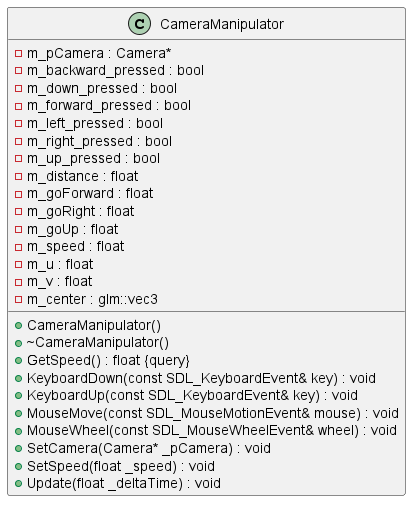 C CameraManipulator
m_pCamera : Camera*
m_backward_pressed : bool
m_down_pressed : bool
m_forward_pressed : bool
m_left_pressed : bool
m_right_pressed : bool
m_up_pressed : bool
m_distance : float
m_goForward : float
m_goRight : float
m_goUp : float
m_speed : float
m_u : float
m_v : float
m_center : glm::vec3
CameraManipulator()
~CameraManipulator()
GetSpeed() : float {query}
KeyboardDown(const SDL_KeyboardEvent& key) : void
KeyboardUp(const SDL_KeyboardEvent& key) : void
MouseMove(const SDL_MouseMotionEvent& mouse) : void
MouseWheel(const SDL_MouseWheelEvent& wheel) : void
SetCamera(Camera* _pCamera) : void
SetSpeed(float _speed) : void
Update(float _deltaTime) : void